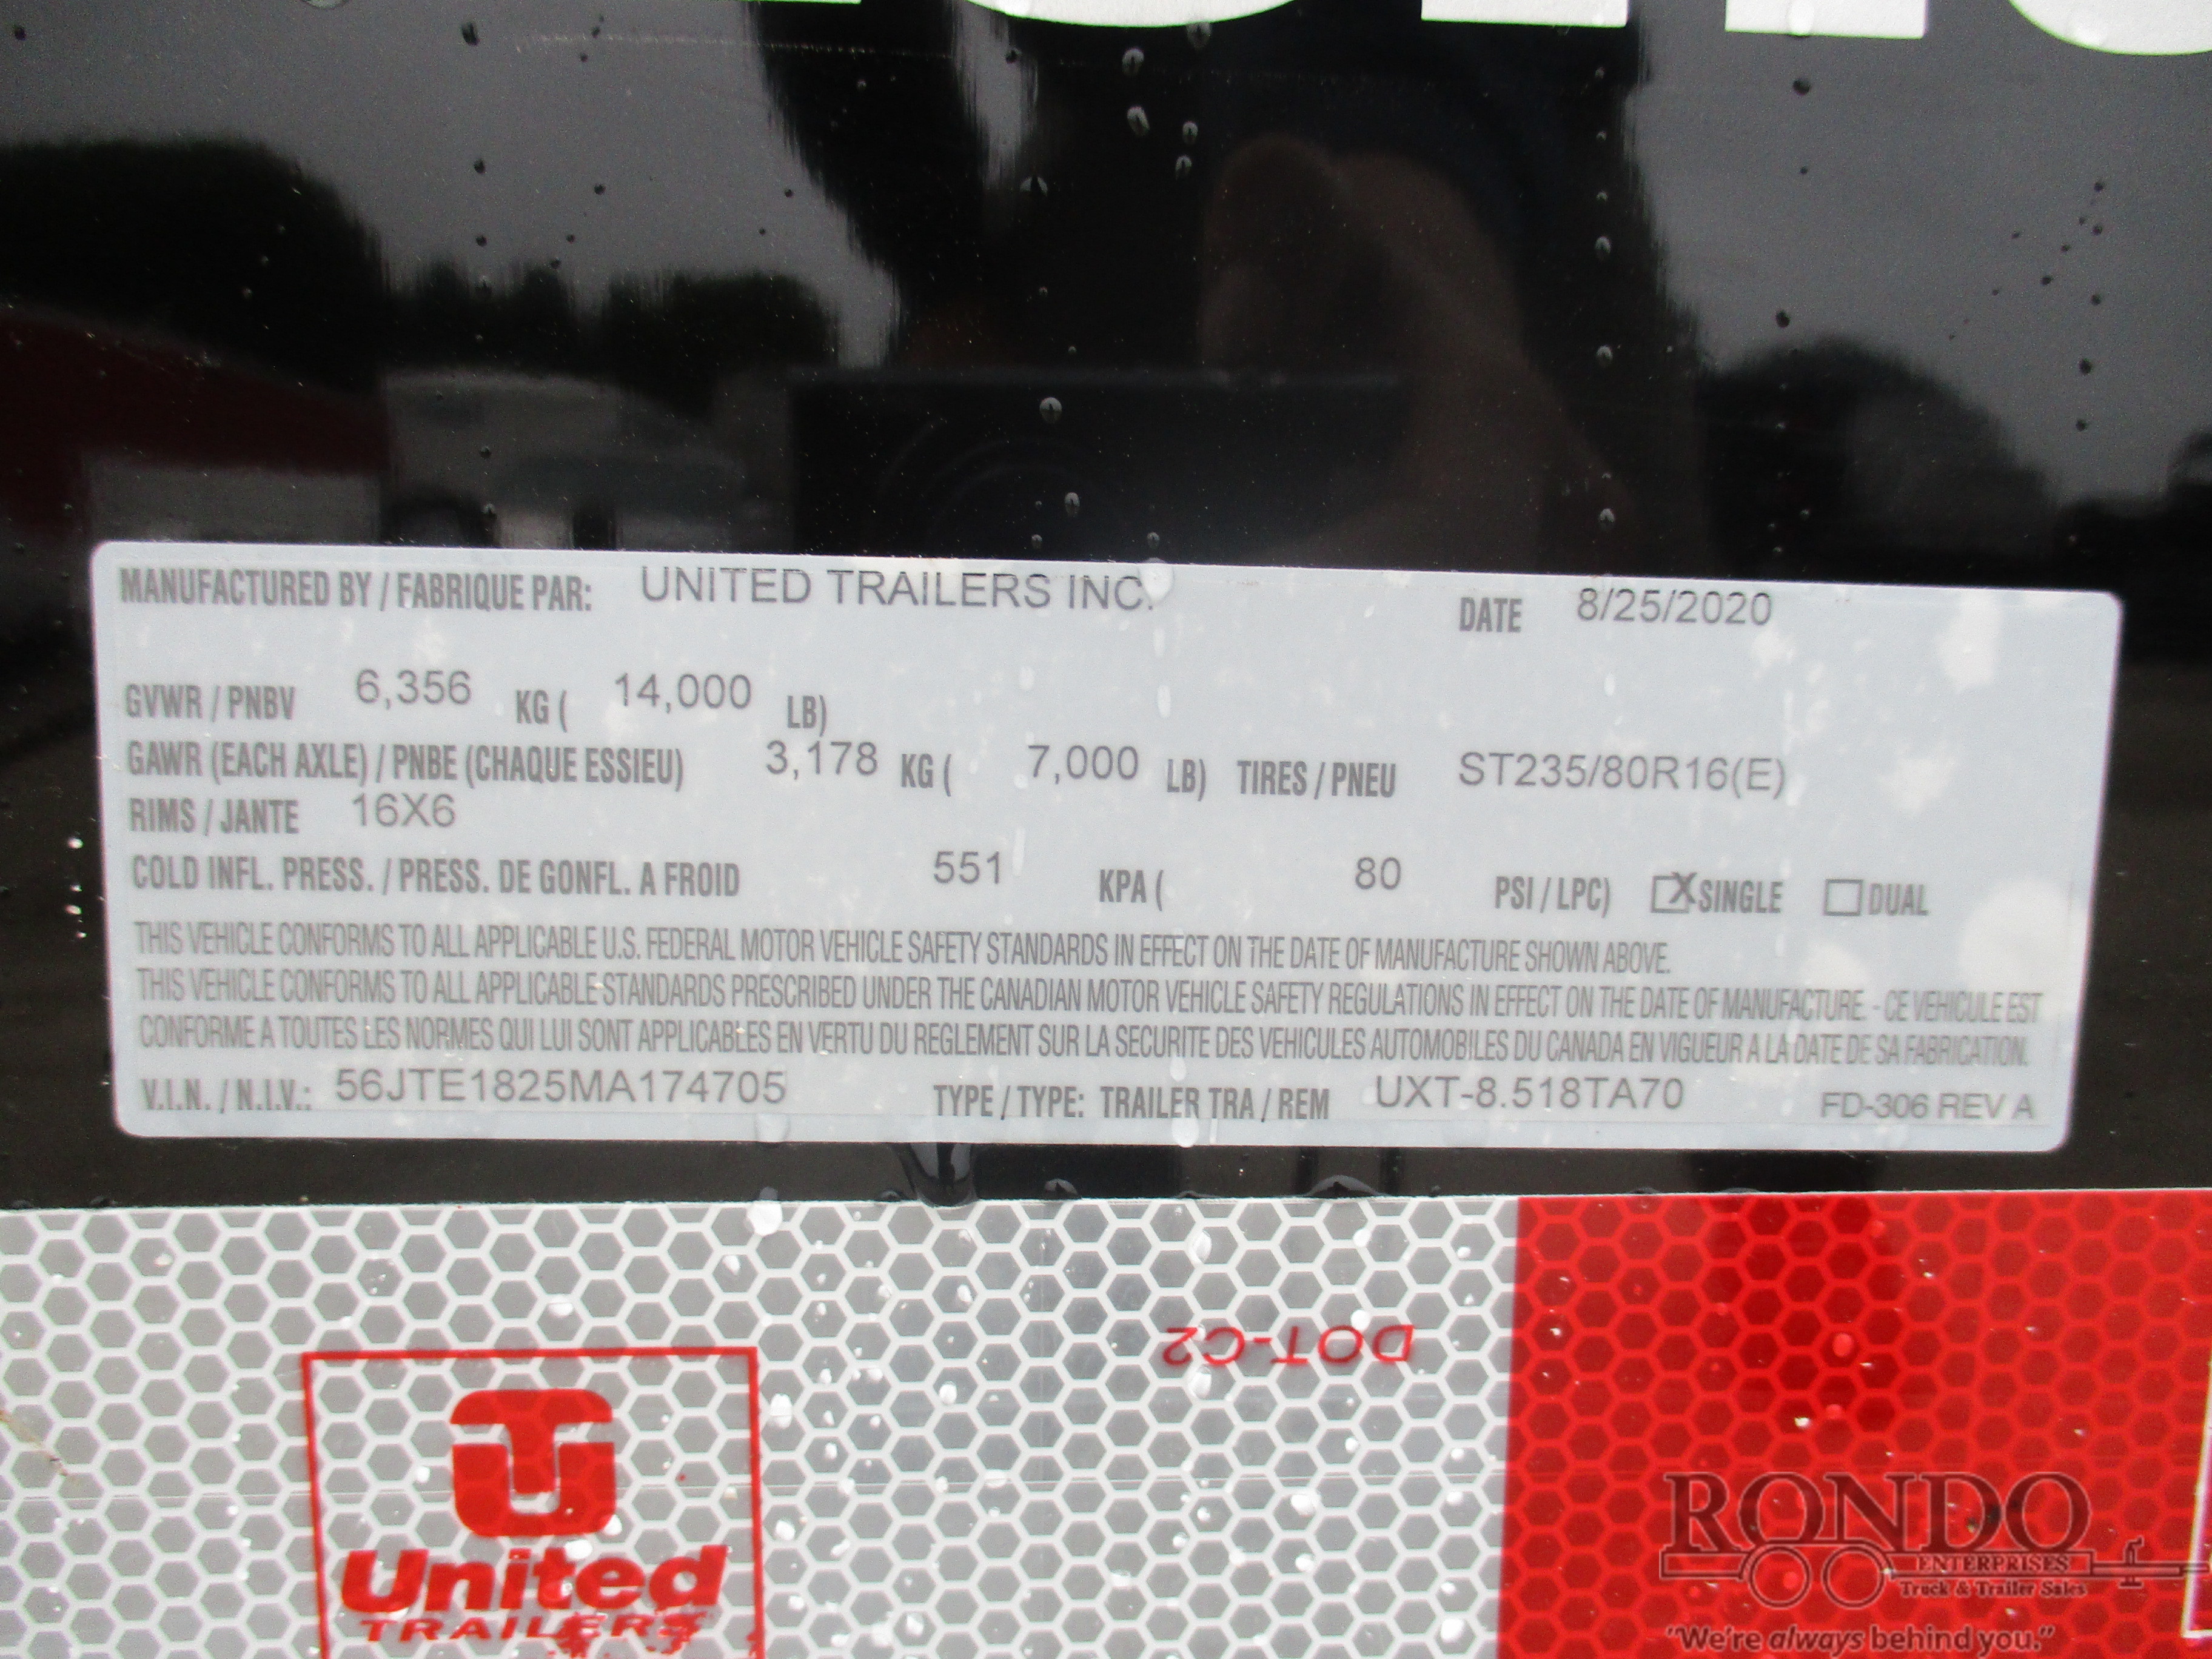 MANUFACTURED BY / FABRIQUE PAR: UNITED TRAILERS INC. DATE 8/25/2020
GVWR / PNBV 6,356 KG ( 14,000 LB)
GAWR (EACH AXLE) / PNBE (CHAQUE ESSIEU) 3,178 KG ( 7,000 LB) TIRES / PNEU ST235/80R16(E)
RIMS / JANTE 16X6
COLD INFL. PRESS. / PRESS. DE GONFL. A FROID 551 KPA ( 80 PSI / LPC) X SINGLE DUAL
THIS VEHICLE CONFORMS TO ALL APPLICABLE U.S. FEDERAL MOTOR VEHICLE SAFETY STANDARDS IN EFFECT ON THE DATE OF MANUFACTURE SHOWN ABOVE.
THIS VEHICLE CONFORMS TO ALL APPLICABLE STANDARDS PRESCRIBED UNDER THE CANADIAN MOTOR VEHICLE SAFETY REGULATIONS IN EFFECT ON THE DATE OF MANUFACTURE. - CE VEHICULE EST
CONFORME A TOUTES LES NORMES QUI LUI SONT APPLICABLES EN VERTU DU REGLEMENT SUR LA SECURITE DES VEHICULES AUTOMOBILES DU CANADA EN VIGUEUR A LA DATE DE SA FABRICATION.
V.I.N. / N.I.V.: 56JTE1825MA174705 TYPE / TYPE: TRAILER TRA / REM UXT-8.518TA70 FD-306 REV A
DOT-C2
United
TRAILERS
RONDO
ENTERPRISES
Truck & Trailer Sales
"We're always behind you."